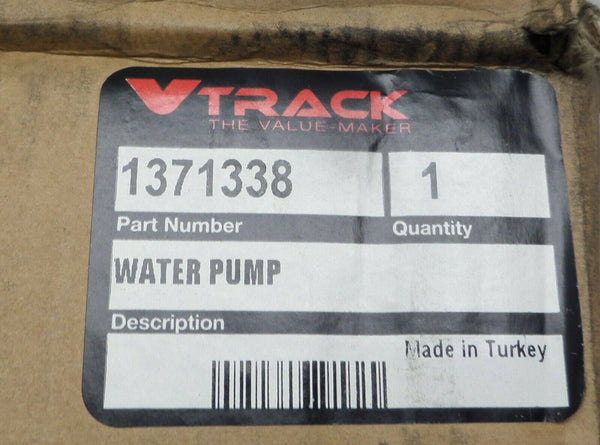 VTRACK
THE VALUE-MAKER
1371338 1
Part Number Quantity
WATER PUMP
Description
Made in Turkey